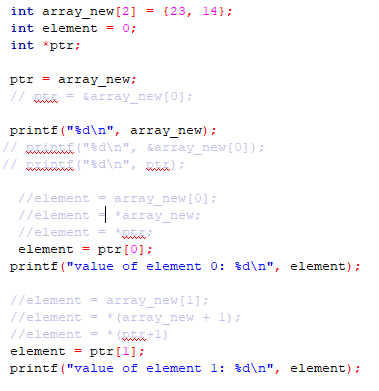 int array_new[2] = {23, 14};
int element = 0;
int *ptr;
ptr = array_new;
// ptr = &array_new[0];
printf("%d\n", array_new);
// printf("%d\n", &array_new[0]);
// printf("%d\n", ptr);
//element = array_new[0];
//element = *array_new;
//element = *ptr;
element = ptr[0];
printf("value of element 0: %d\n", element);
//element = array_new[1];
//element = *(array_new + 1);
//element = *(ptr+1)
element = ptr[1];
printf("value of element 1: %d\n", element);